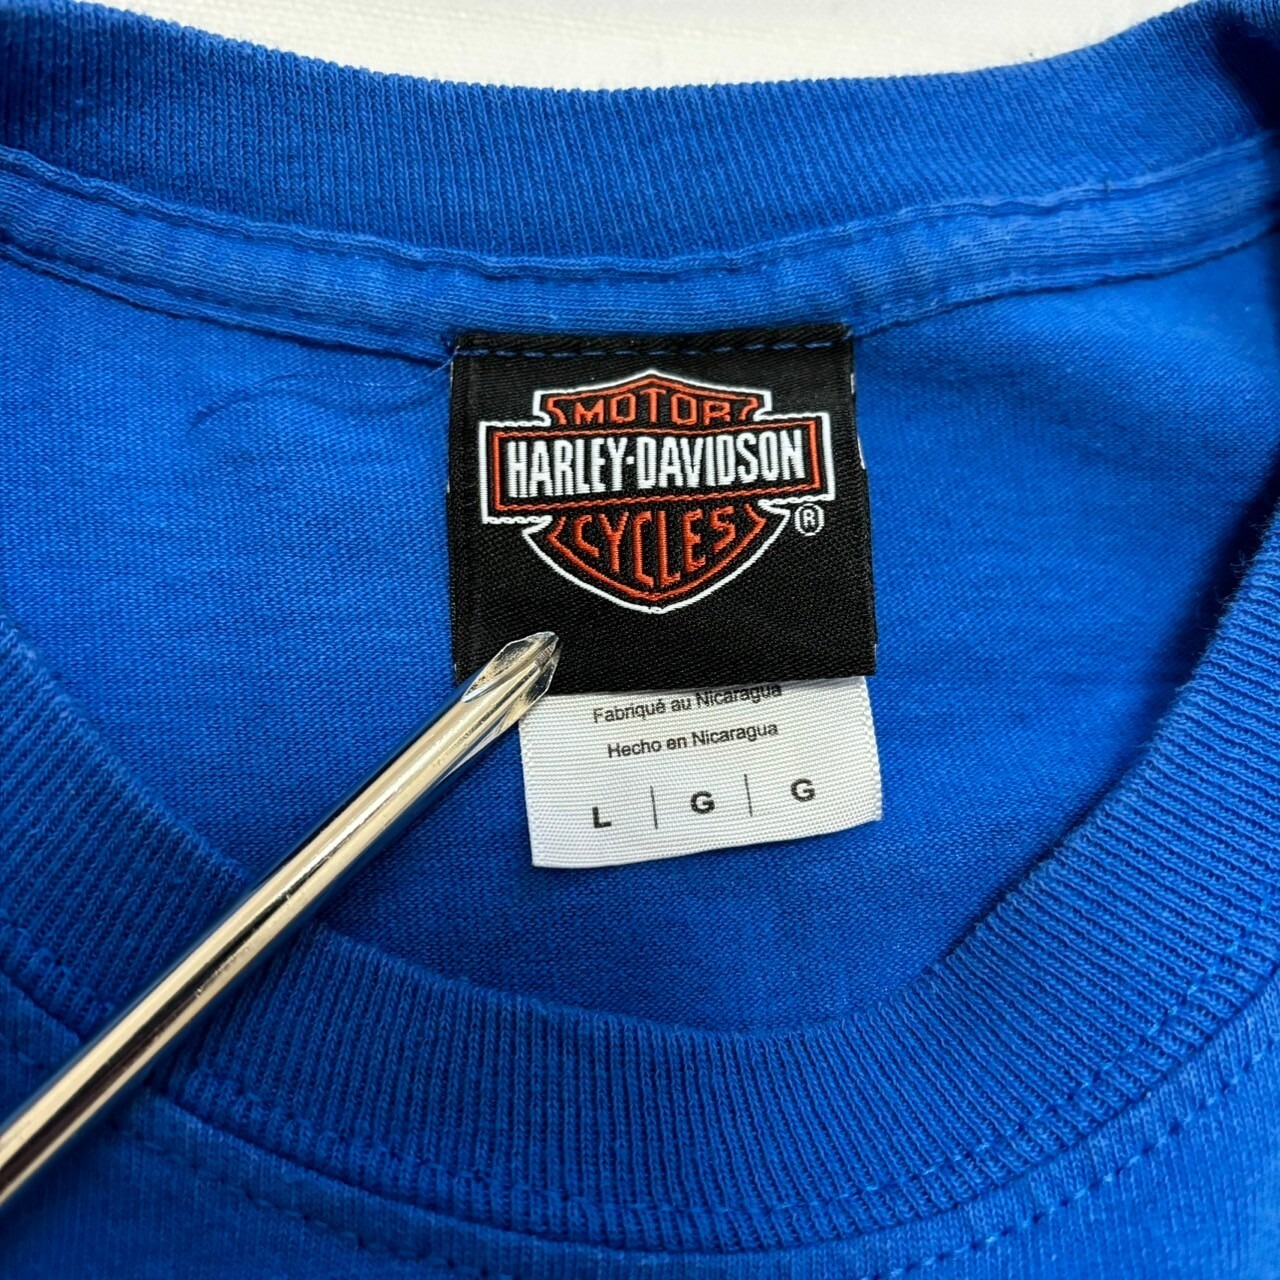 MOTOR
HARLEY-DAVIDSON
CYCLES
®
Fabriqué au Nicaragua
Hecho en Nicaragua
L | G | G